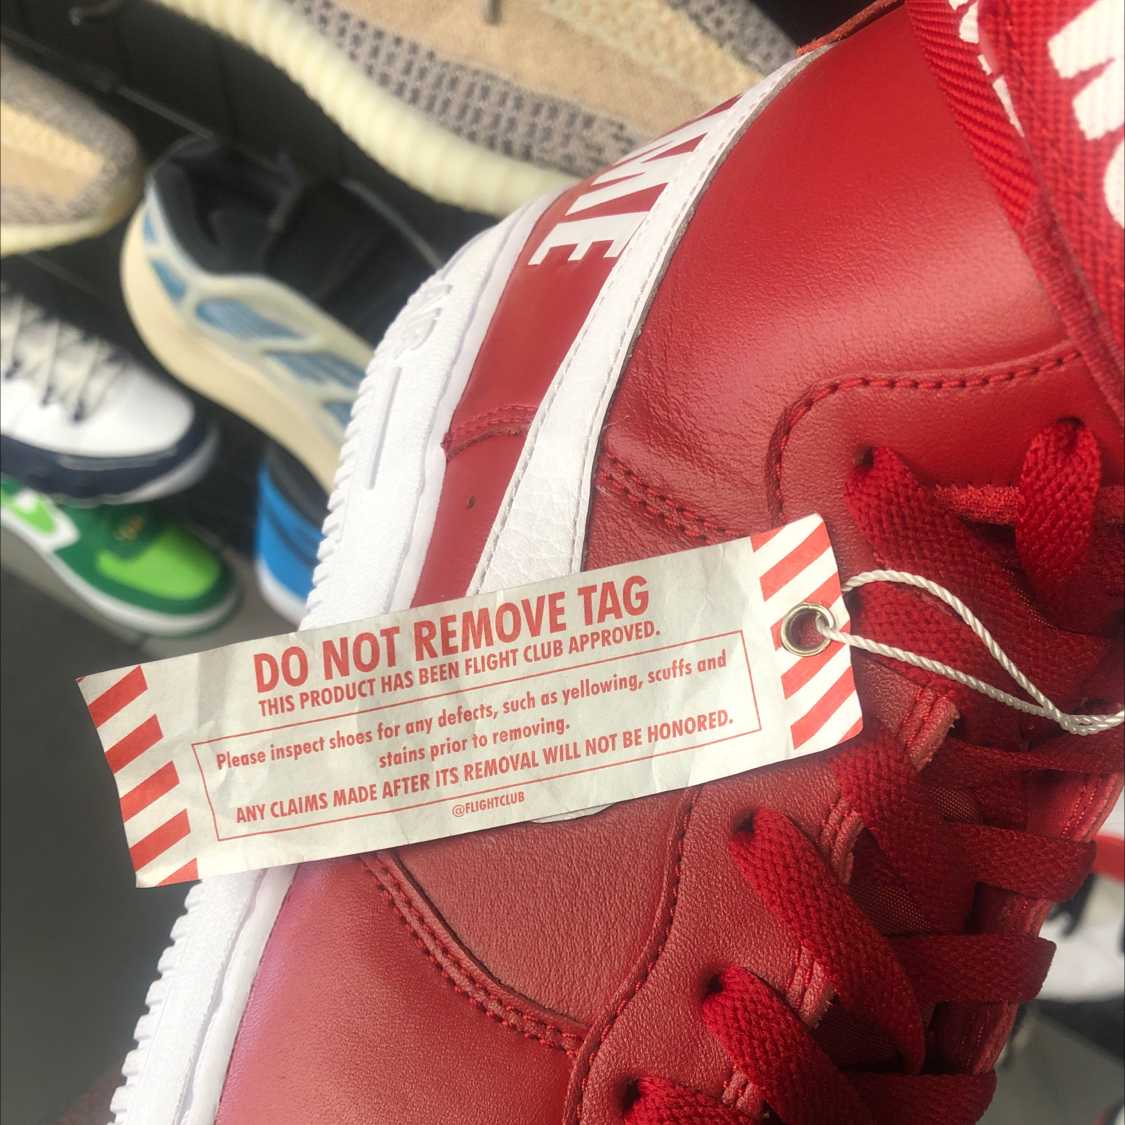 DO NOT REMOVE TAG
THIS PRODUCT HAS BEEN FLIGHT CLUB APPROVED.
Please inspect shoes for any defects, such as yellowing, scuffs and
stains prior to removing.
ANY CLAIMS MADE AFTER ITS REMOVAL WILL NOT BE HONORED.
@FLIGHTCLUB
AIR